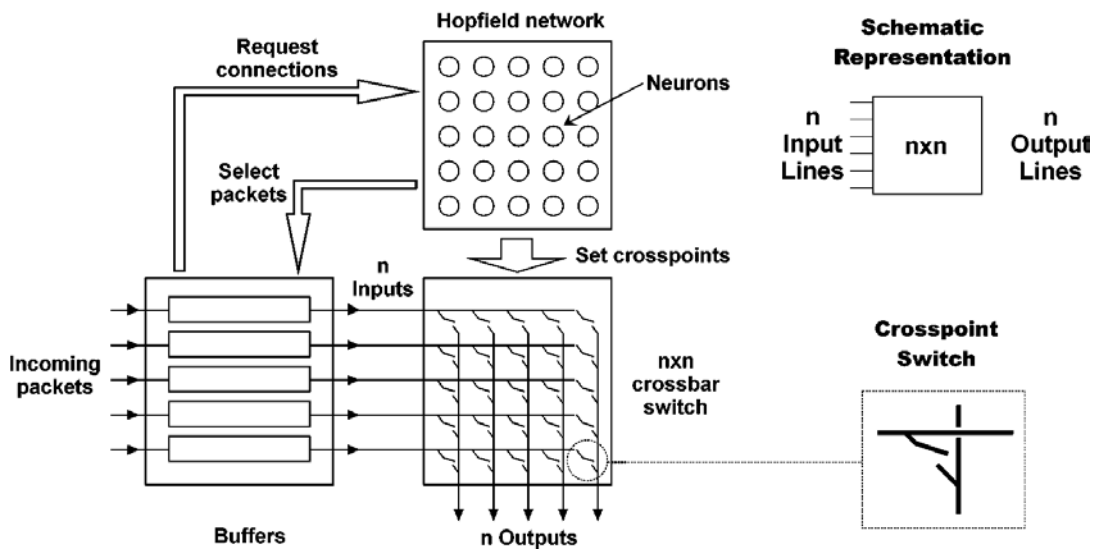 Hopfield network
Request
connections
Neurons
Select
packets
Set crosspoints
n
Inputs
Incoming
packets
nxn
crossbar
switch
Buffers
n Outputs
Schematic
Representation
n
Input
Lines
nxn
n
Output
Lines
Crosspoint
Switch